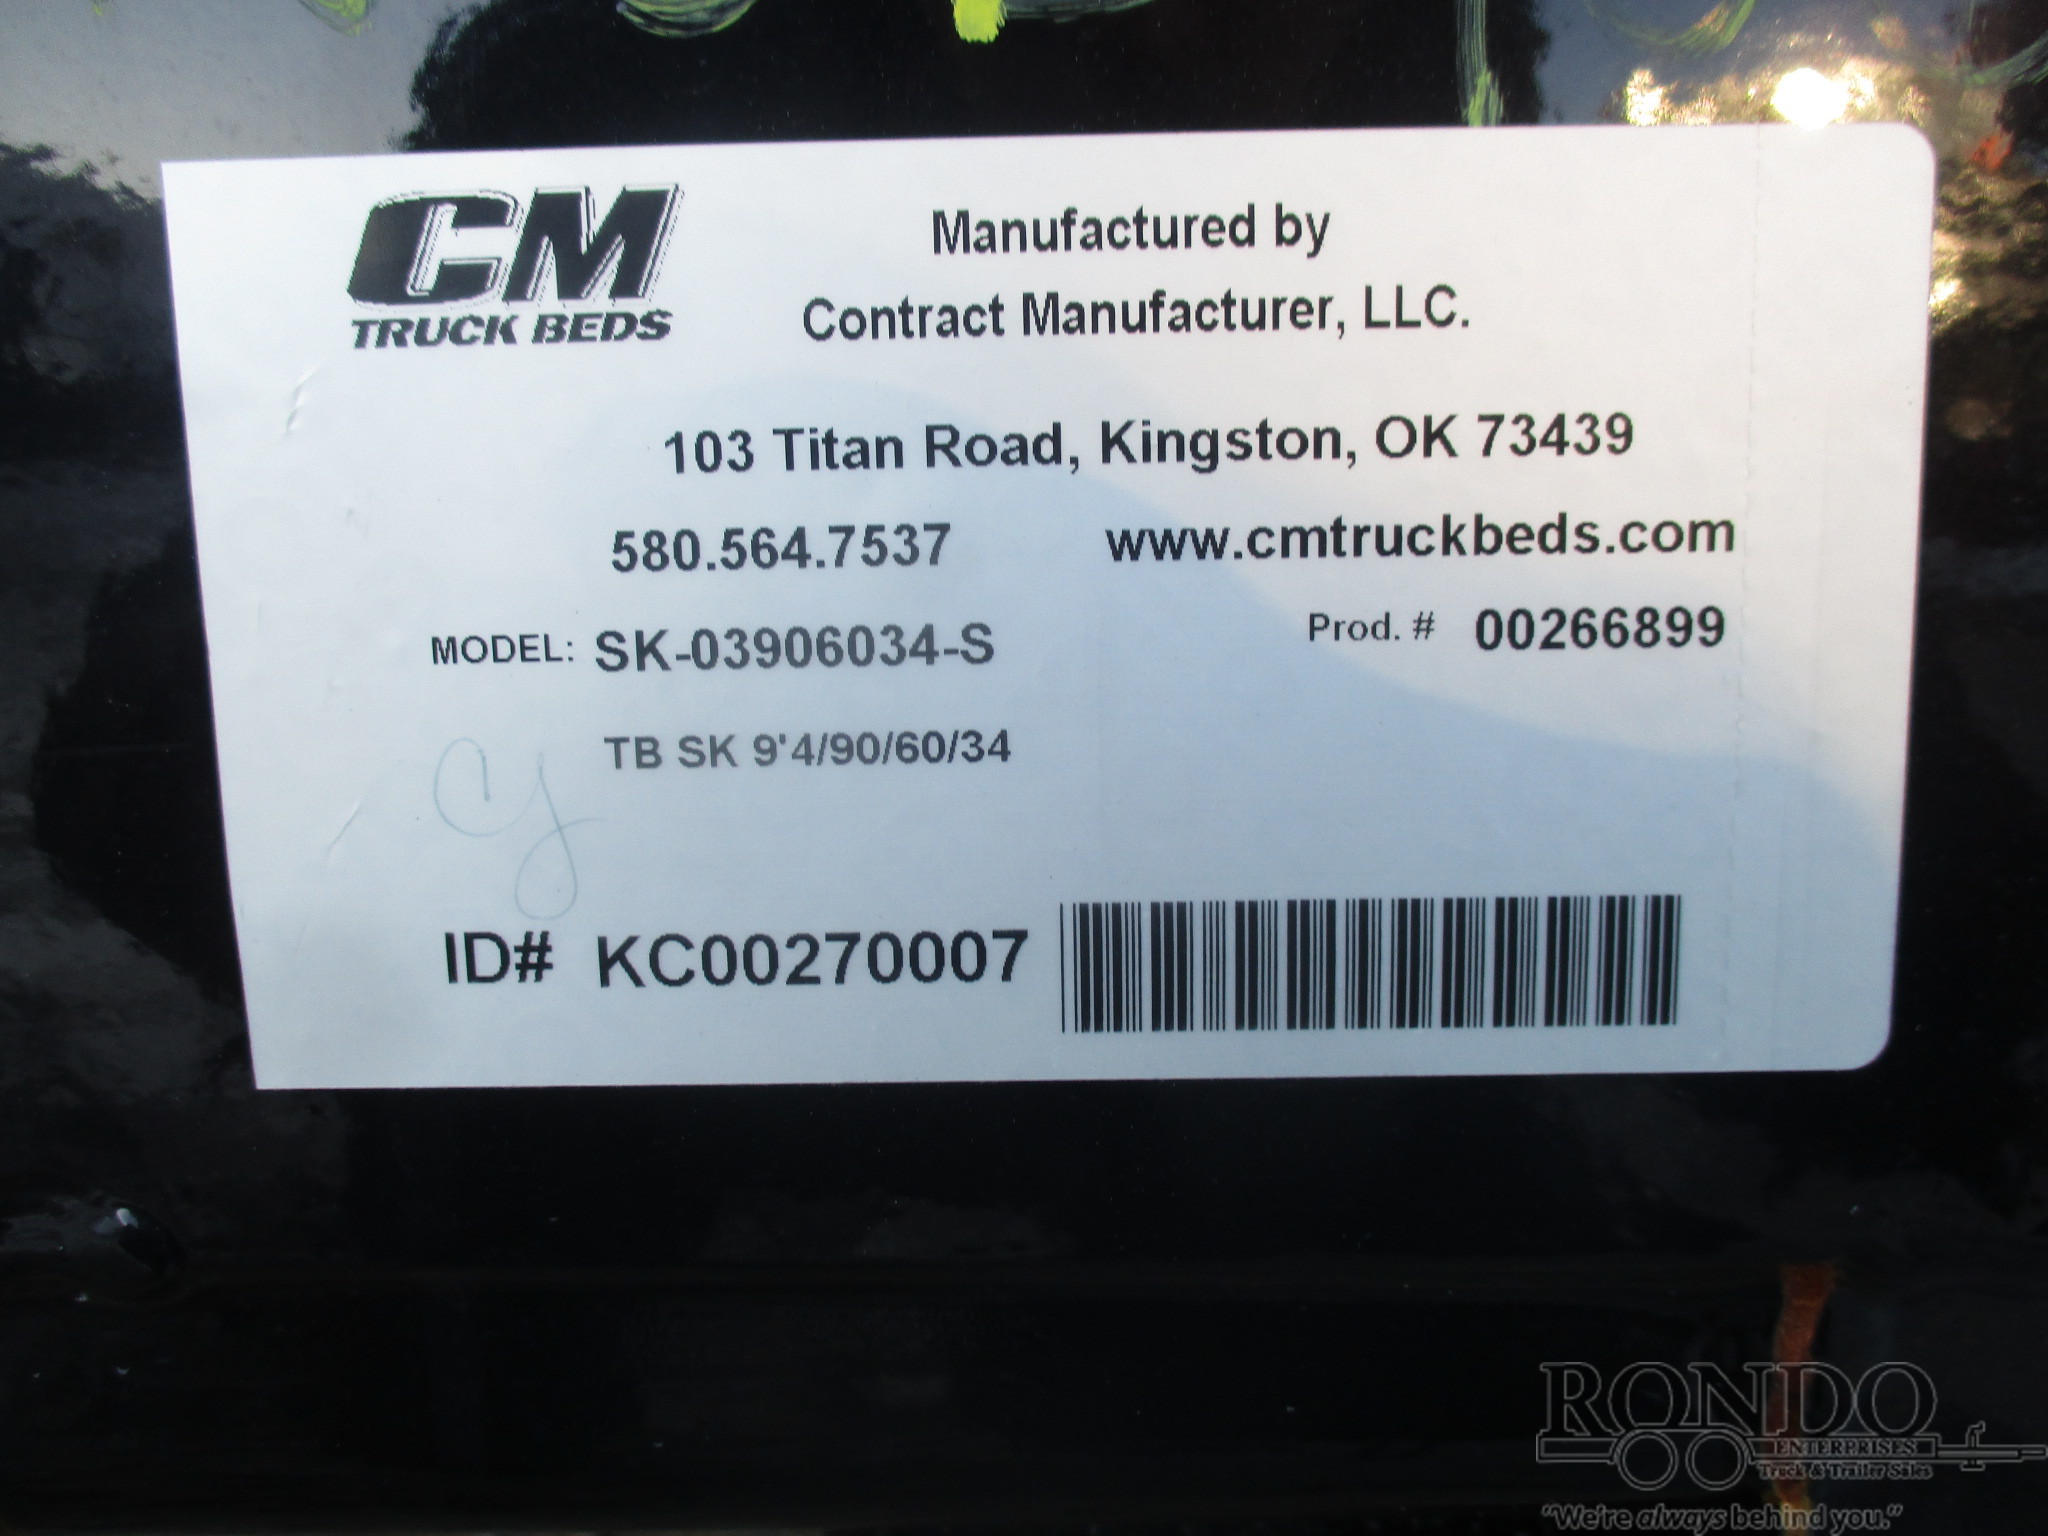 CM
TRUCK BEDS
Manufactured by
Contract Manufacturer, LLC.
103 Titan Road, Kingston, OK 73439
580.564.7537 www.cmtruckbeds.com
MODEL: SK-03906034-S Prod. # 00266899
TB SK 9'4/90/60/34
ID# KC00270007
RONDO
ENTERPRISES
Truck & Trailer Sales
"We're always behind you."